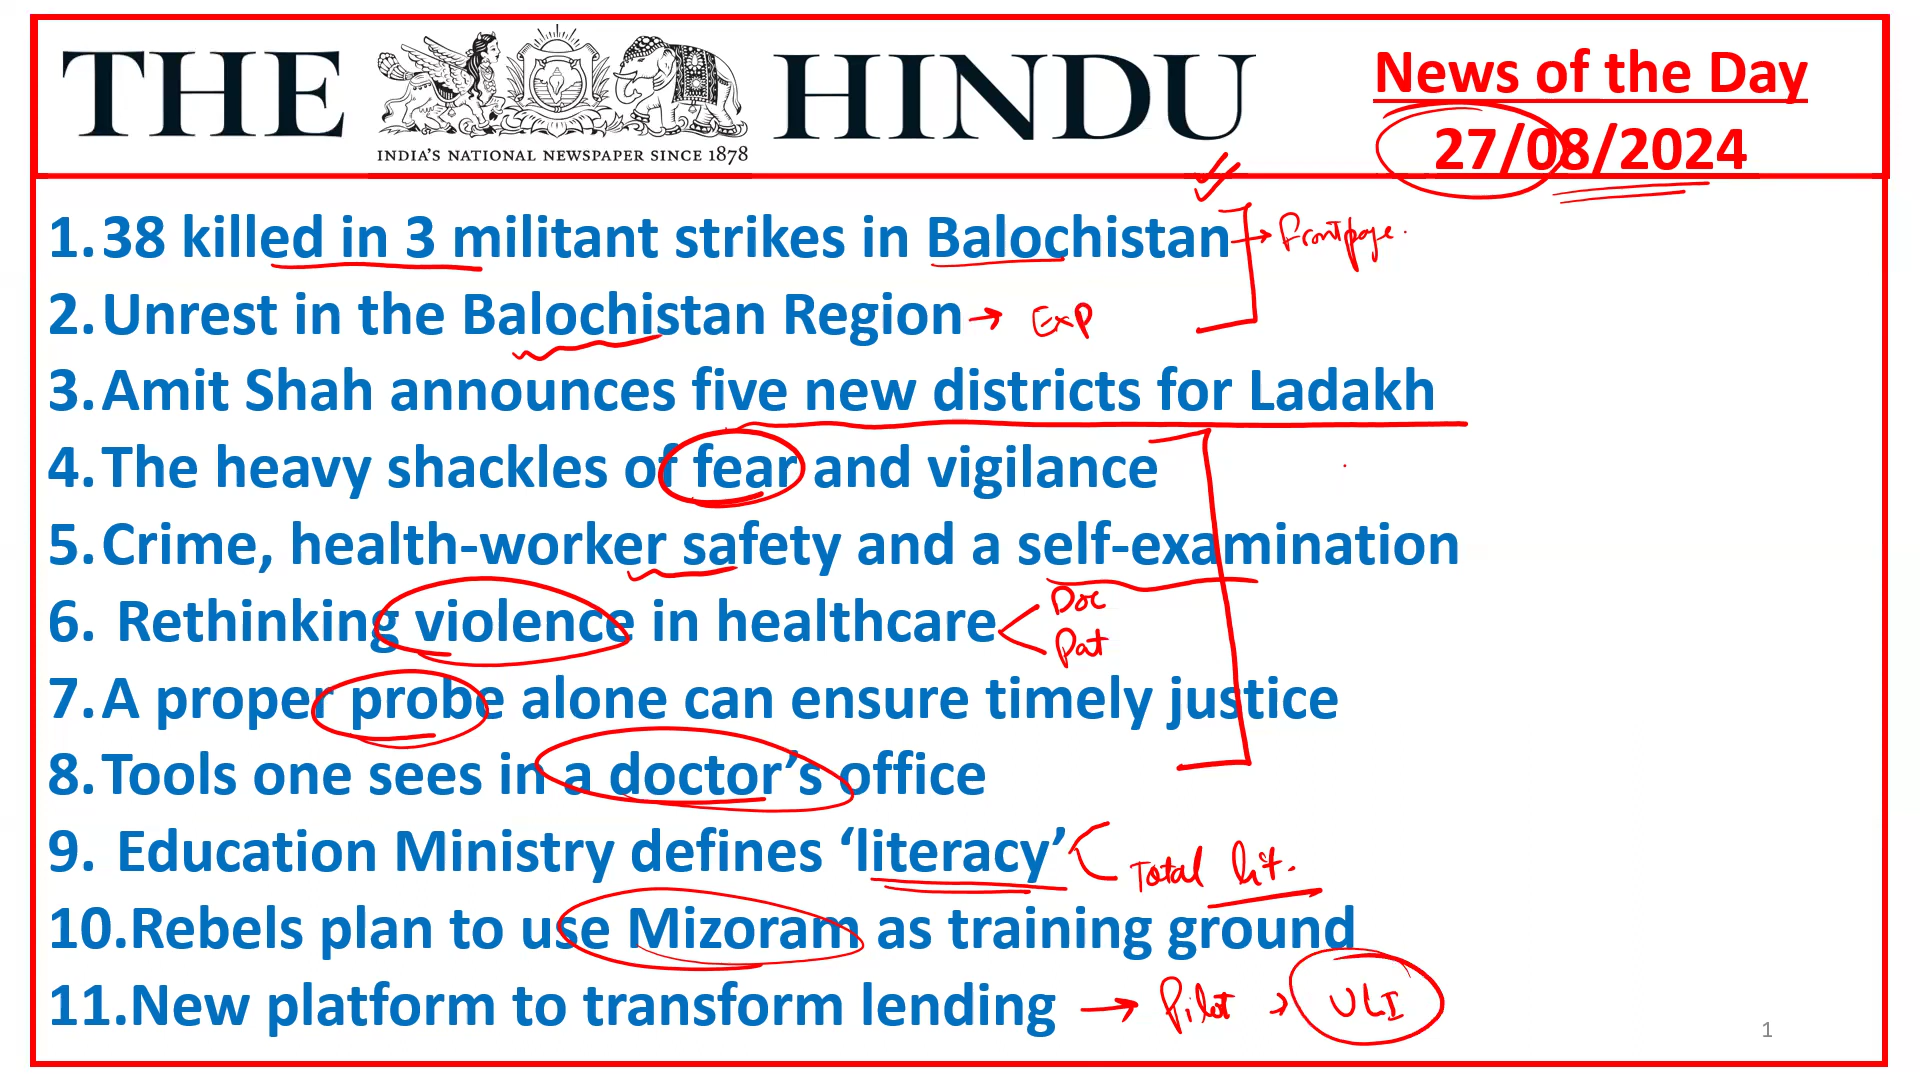 THE HINDU
INDIA'S NATIONAL NEWSPAPER SINCE 1878
News of the Day
27/08/2024
1. 38 killed in 3 militant strikes in Balochistan → Frontpage.
2. Unrest in the Balochistan Region → Exp
3. Amit Shah announces five new districts for Ladakh
4. The heavy shackles of fear and vigilance
5. Crime, health-worker safety and a self-examination
6. Rethinking violence in healthcare Doc
Pat
7. A proper probe alone can ensure timely justice
8. Tools one sees in a doctor's office
9. Education Ministry defines ‘literacy’ Total Lit.
10. Rebels plan to use Mizoram as training ground
11. New platform to transform lending → Pilot → ULI
1